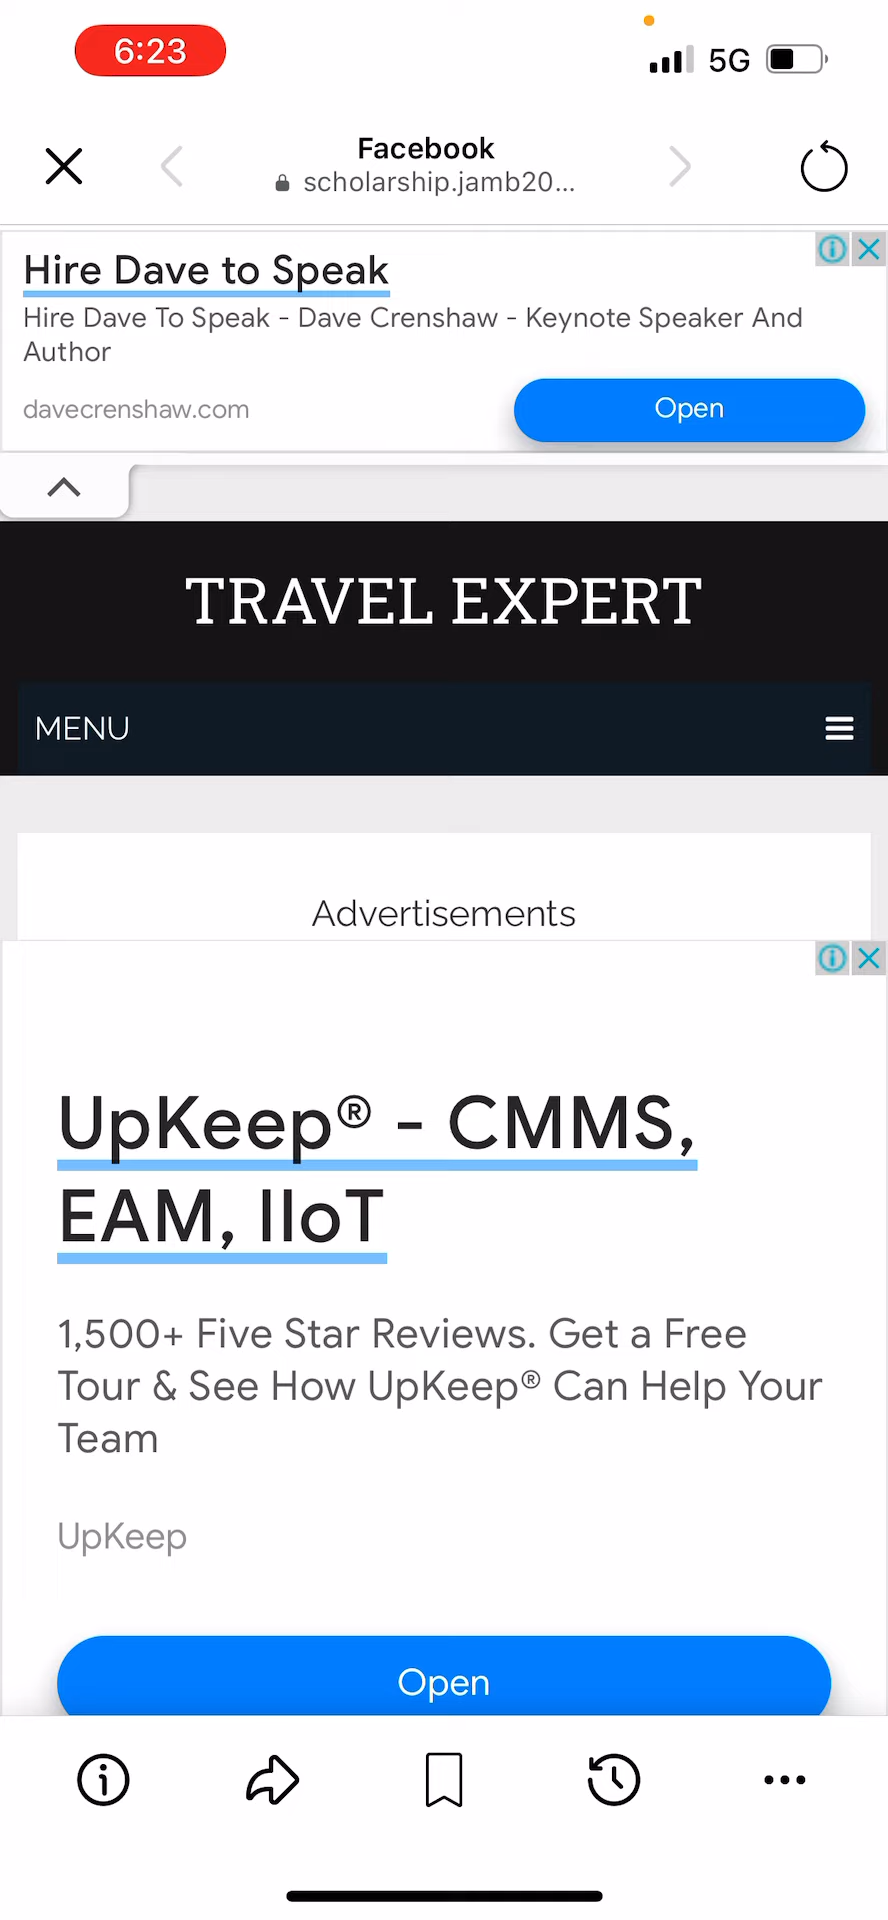 6:23
5G
Facebook
scholarship.jamb20...
Hire Dave to Speak
Hire Dave To Speak - Dave Crenshaw - Keynote Speaker And
Author
davecrenshaw.com
Open
TRAVEL EXPERT
MENU
Advertisements
UpKeep® - CMMS,
EAM, IIoT
1,500+ Five Star Reviews. Get a Free
Tour & See How UpKeep® Can Help Your
Team
UpKeep
Open